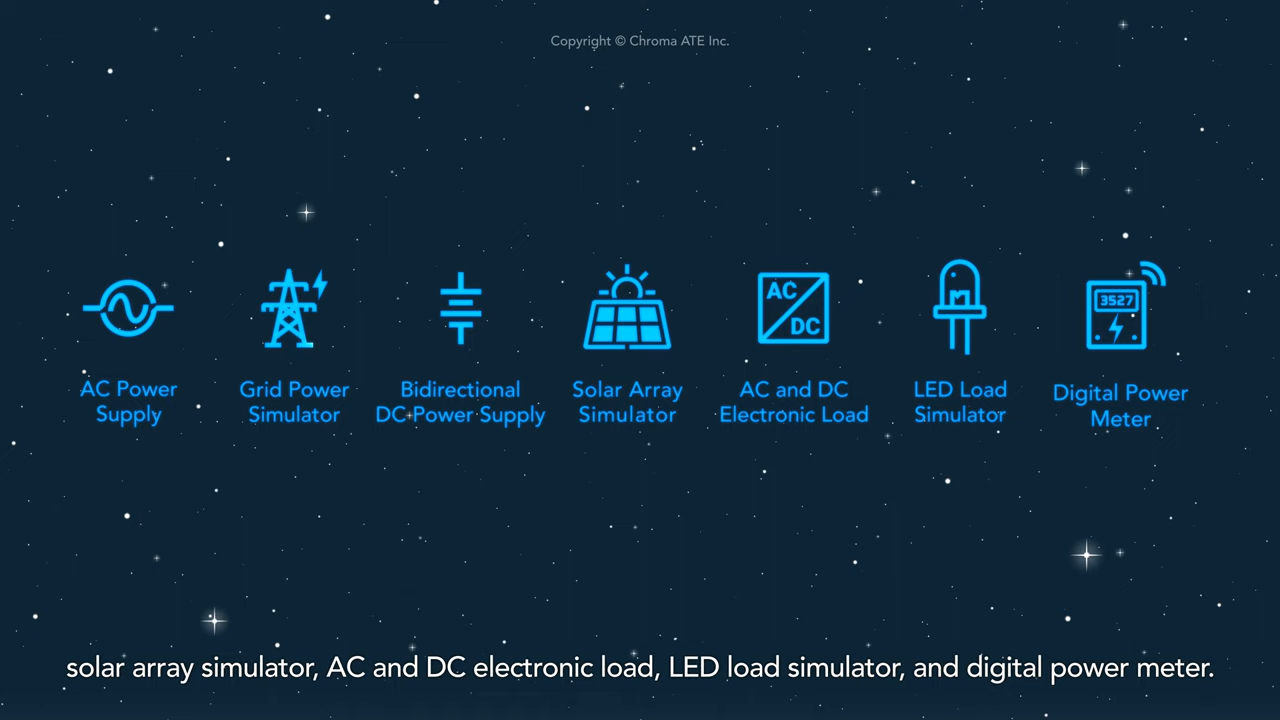 Copyright © Chroma ATE Inc.
AC
DC
3527
AC Power
Supply
Grid Power
Simulator
Bidirectional
DC Power Supply
Solar Array
Simulator
AC and DC
Electronic Load
LED Load
Simulator
Digital Power
Meter
solar array simulator, AC and DC electronic load, LED load simulator, and digital power meter.